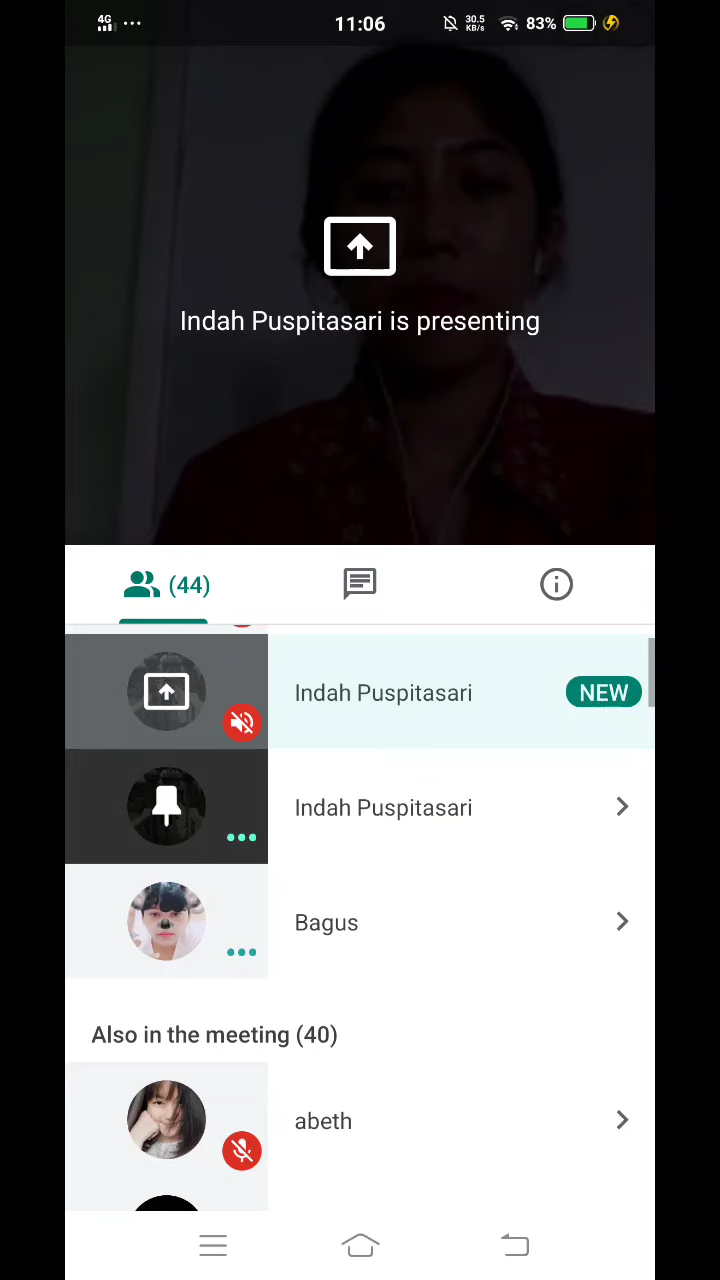 4G
11:06
30.5
KB/s
83%
Indah Puspitasari is presenting
(44)
Indah Puspitasari
NEW
Indah Puspitasari
Bagus
Also in the meeting (40)
abeth